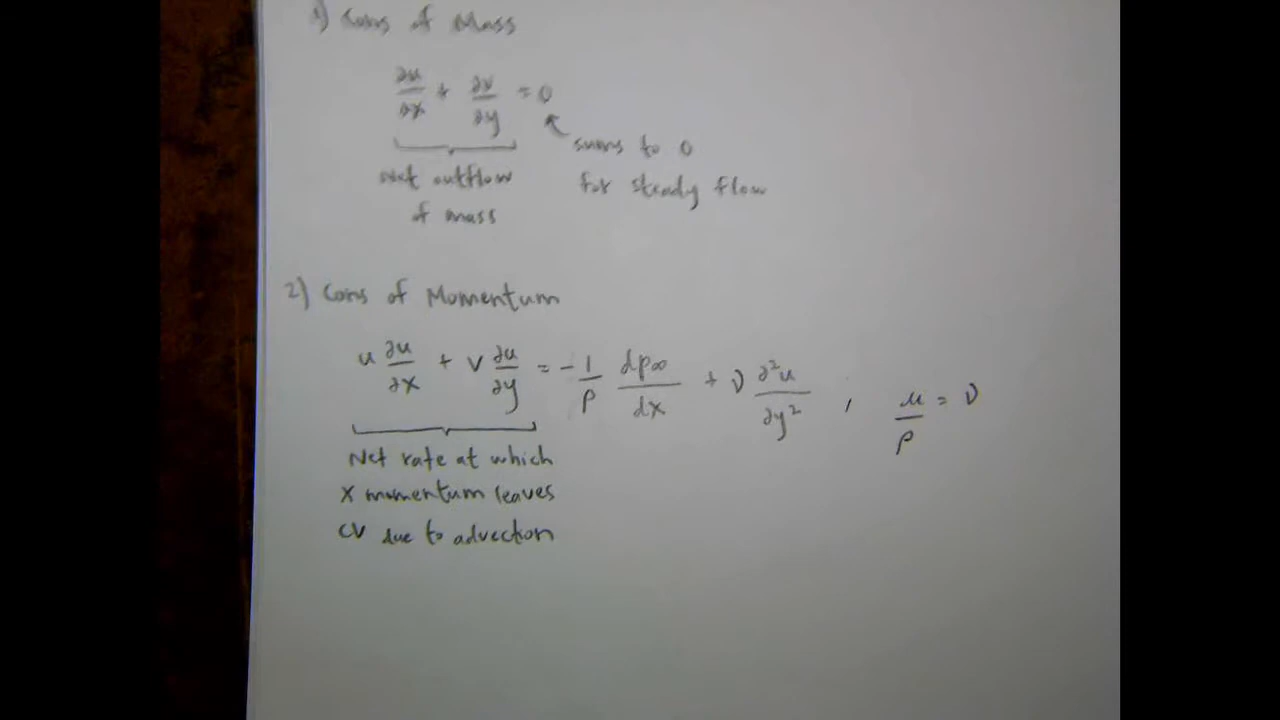 1) Cons of Mass
∂u/∂x + ∂v/∂y = 0
sums to 0
for steady flow
Net outflow
of mass
2) Cons of Momentum
u ∂u/∂x + v ∂u/∂y = -1/ρ dp∞/dx + ν ∂²u/∂y² ; μ/ρ = ν
Net rate at which
x momentum leaves
CV due to advection